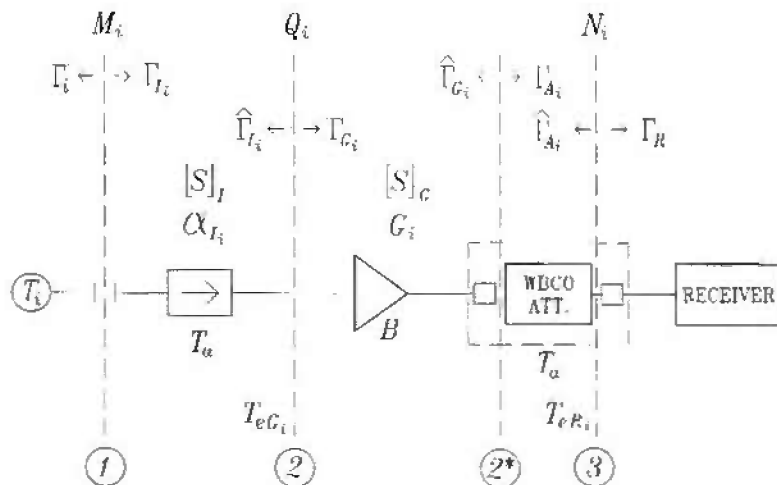 M_i Q_i N_i
Γ_i ← → Γ_{I_i} Γ̂_{G_i} ← → Γ_{A_i}
Γ̂_{I_i} ← → Γ_{G_i} Γ̂_{A_i} ← → Γ_R
[S]_I [S]_G
α_{I_i} G_i
T_i
WBCO
ATT.
RECEIVER
B
T_a T_a
T_{eG_i} T_{eR_i}
1 2 2* 3